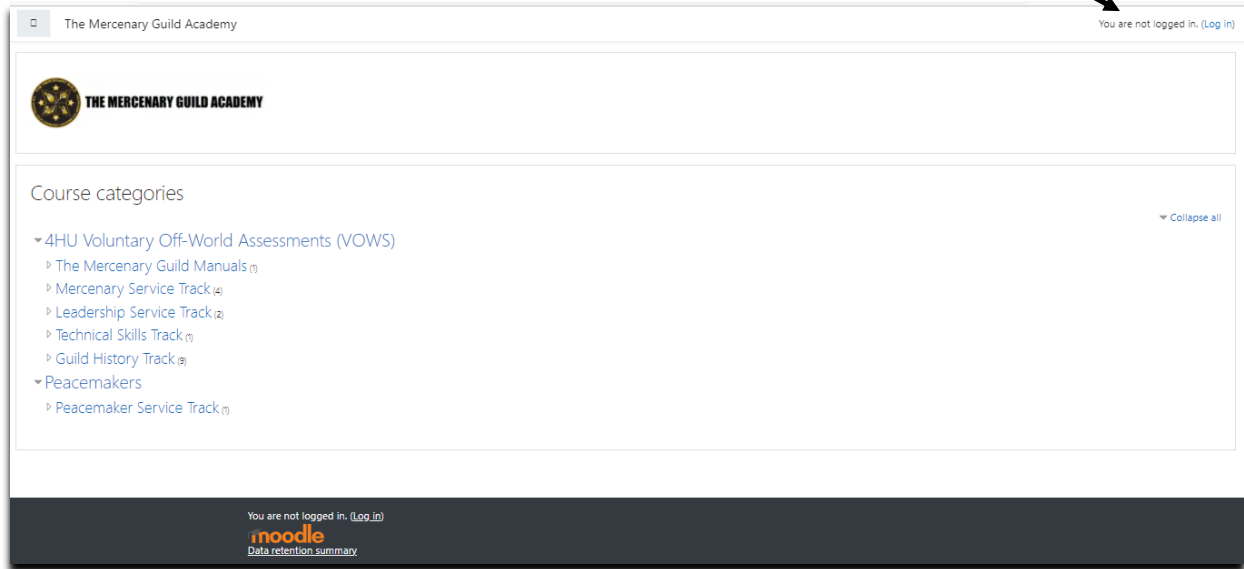 The Mercenary Guild Academy
You are not logged in. (Log in)
THE MERCENARY GUILD ACADEMY
Course categories
Collapse all
4HU Voluntary Off-World Assessments (VOWS)
The Mercenary Guild Manuals (1)
Mercenary Service Track (4)
Leadership Service Track (2)
Technical Skills Track (1)
Guild History Track (9)
Peacemakers
Peacemaker Service Track (1)
You are not logged in. (Log in)
moodle
Data retention summary